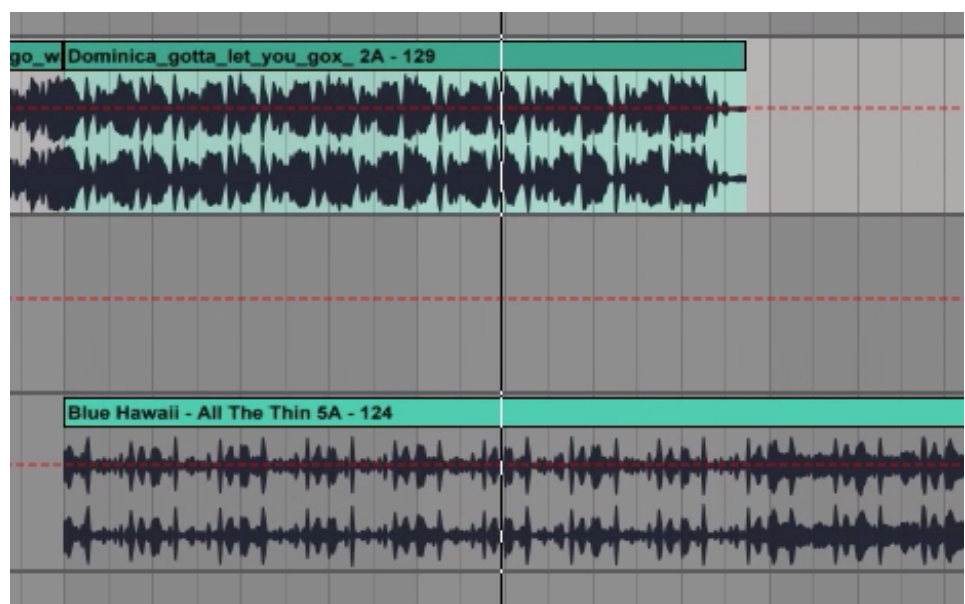 go_w
Dominica_gotta_let_you_gox_ 2A - 129
Blue Hawaii - All The Thin 5A - 124